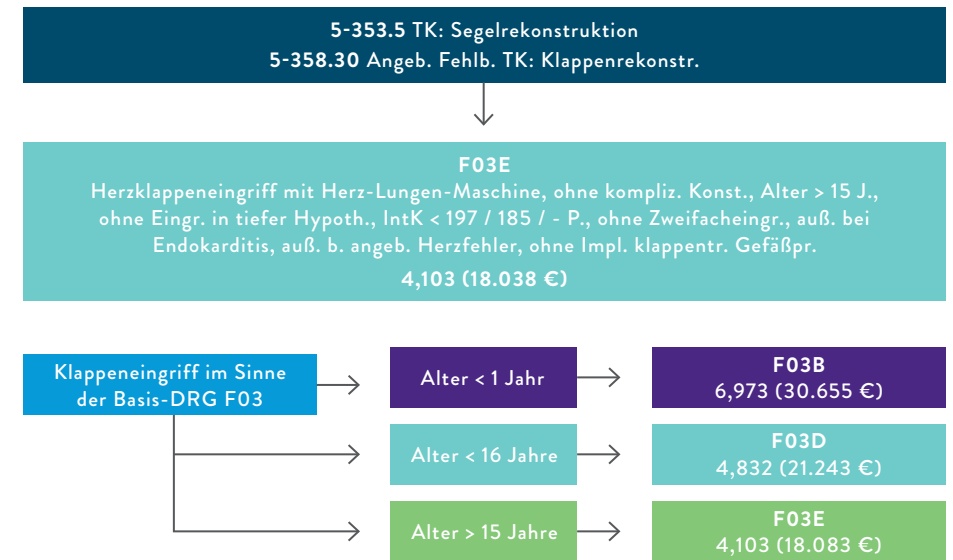 5-353.5 TK: Segelrekonstruktion
5-358.30 Angeb. Fehlb. TK: Klappenrekonstr.
F03E
Herzklappeneingriff mit Herz-Lungen-Maschine, ohne kompliz. Konst., Alter > 15 J.,
ohne Eingr. in tiefer Hypoth., IntK < 197 / 185 / - P., ohne Zweifacheingr., auß. bei
Endokarditis, auß. b. angeb. Herzfehler, ohne Impl. klappentr. Gefäßpr.
4,103 (18.038 €)
Klappeneingriff im Sinne
der Basis-DRG F03
Alter < 1 Jahr
F03B
6,973 (30.655 €)
Alter < 16 Jahre
F03D
4,832 (21.243 €)
Alter > 15 Jahre
F03E
4,103 (18.083 €)